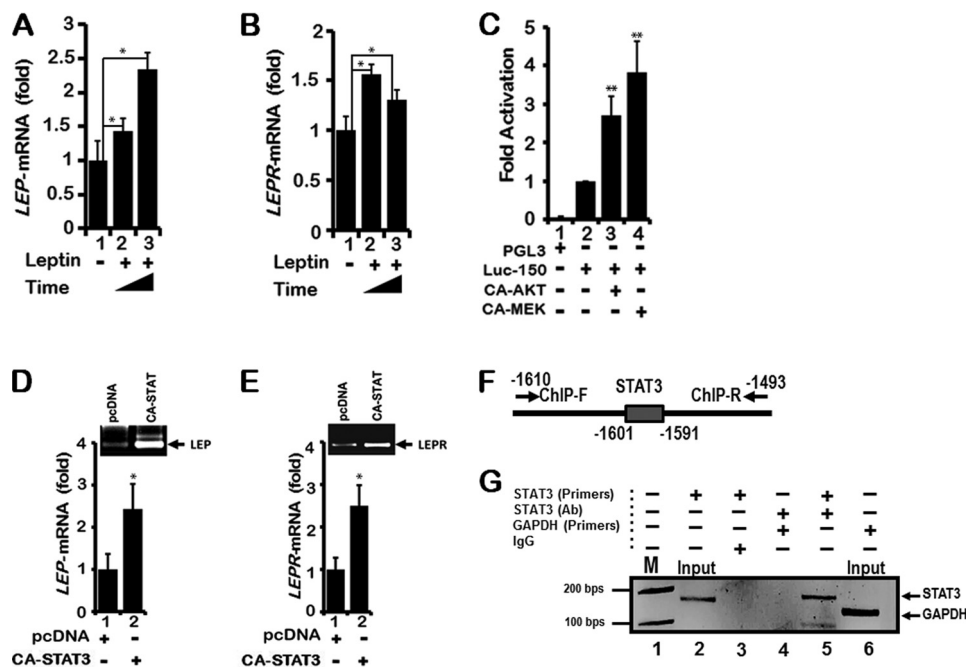 A
LEP-mRNA (fold)
3
2.5
2
1.5
1
0.5
0
1 2 3
Leptin - + +
Time
B
LEPR-mRNA (fold)
2
1.5
1
0.5
0
1 2 3
Leptin - + +
Time
C
Fold Activation
5
4
3
2
1
0
1 2 3 4
PGL3 + - - -
Luc-150 - + + +
CA-AKT - - + -
CA-MEK - - - +
D
pcDNA CA-STAT
LEP
LEP-mRNA (fold)
4
3
2
1
0
1 2
pcDNA + -
CA-STAT3 - +
E
pcDNA CA-STAT
LEPR
LEPR-mRNA (fold)
4
3
2
1
0
1 2
pcDNA + -
CA-STAT3 - +
F
-1610 STAT3 -1493
ChIP-F ChIP-R
-1601 -1591
G
STAT3 (Primers) - + + - + -
STAT3 (Ab) - - - + + -
GAPDH (Primers) - - - + - +
IgG - - + - - -
M Input Input
200 bps STAT3
GAPDH
100 bps
1 2 3 4 5 6